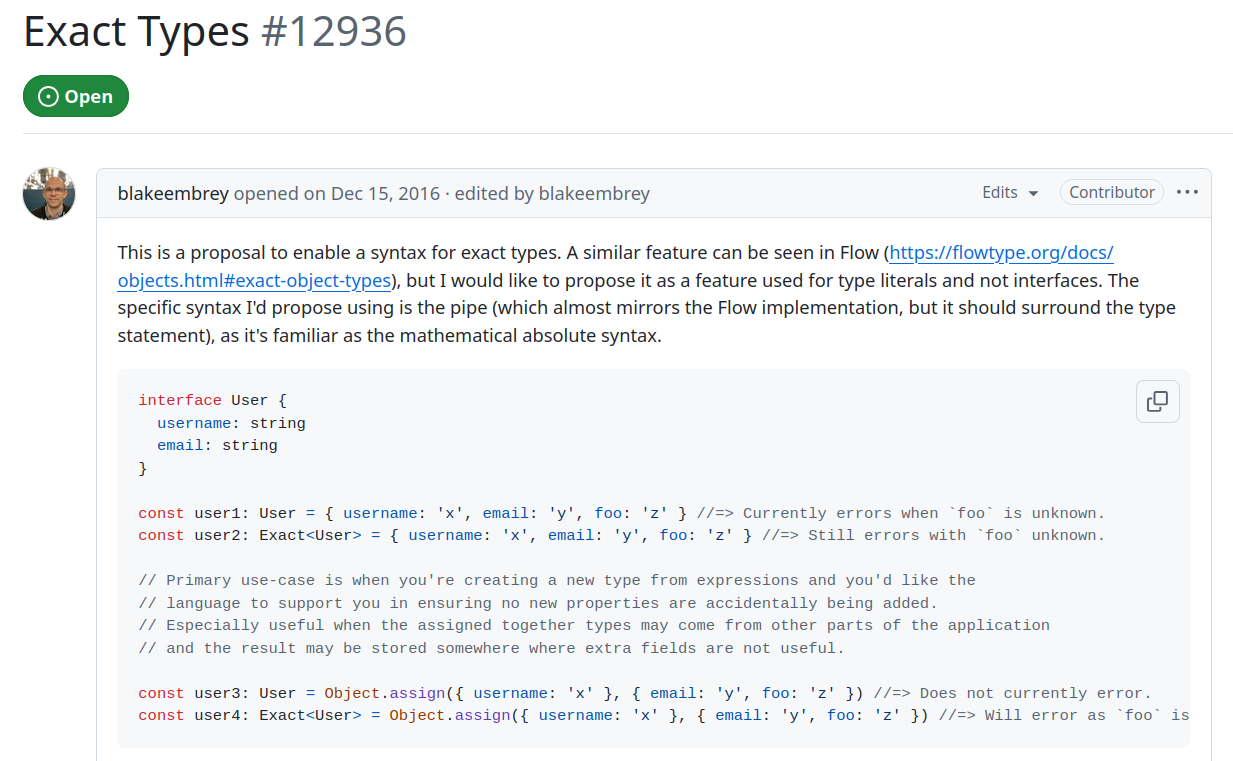 Exact Types #12936
Open
blakeembrey opened on Dec 15, 2016 · edited by blakeembrey Edits Contributor
This is a proposal to enable a syntax for exact types. A similar feature can be seen in Flow (https://flowtype.org/docs/
objects.html#exact-object-types), but I would like to propose it as a feature used for type literals and not interfaces. The
specific syntax I'd propose using is the pipe (which almost mirrors the Flow implementation, but it should surround the type
statement), as it's familiar as the mathematical absolute syntax.
interface User {
  username: string
  email: string
}
const user1: User = { username: 'x', email: 'y', foo: 'z' } //=> Currently errors when `foo` is unknown.
const user2: Exact<User> = { username: 'x', email: 'y', foo: 'z' } //=> Still errors with `foo` unknown.
// Primary use-case is when you're creating a new type from expressions and you'd like the
// language to support you in ensuring no new properties are accidentally being added.
// Especially useful when the assigned together types may come from other parts of the application
// and the result may be stored somewhere where extra fields are not useful.
const user3: User = Object.assign({ username: 'x' }, { email: 'y', foo: 'z' }) //=> Does not currently error.
const user4: Exact<User> = Object.assign({ username: 'x' }, { email: 'y', foo: 'z' }) //=> Will error as `foo` is